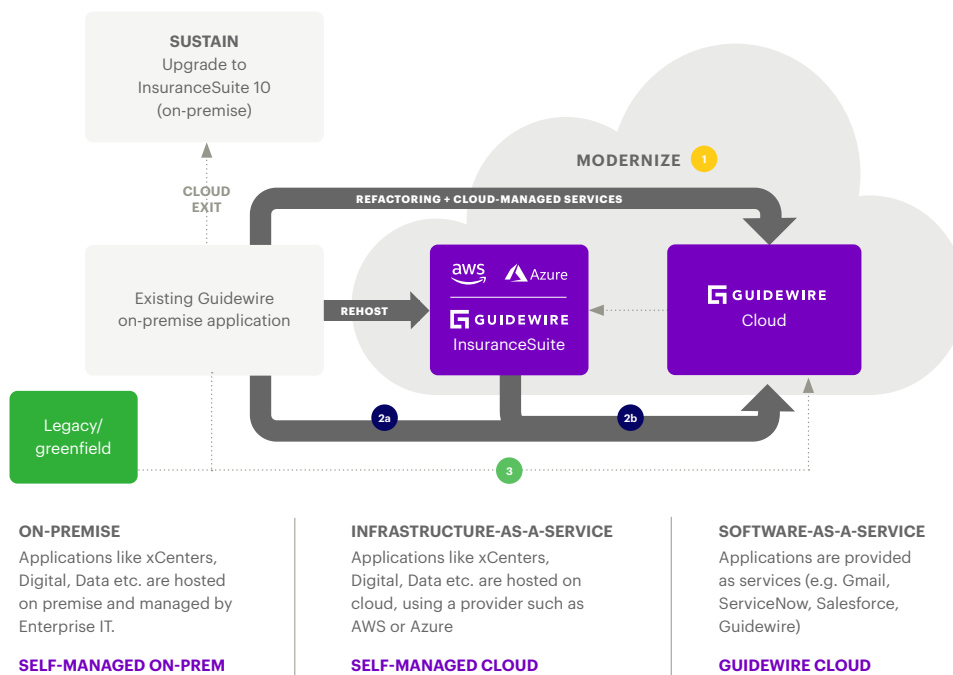 SUSTAIN
Upgrade to
InsuranceSuite 10
(on-premise)
MODERNIZE 1
CLOUD
EXIT
REFACTORING + CLOUD-MANAGED SERVICES
Existing Guidewire
on-premise application
REHOST
aws Azure
GUIDEWIRE
InsuranceSuite
GUIDEWIRE
Cloud
Legacy/
greenfield
2a
2b
3
ON-PREMISE
Applications like xCenters,
Digital, Data etc. are hosted
on premise and managed by
Enterprise IT.
SELF-MANAGED ON-PREM
INFRASTRUCTURE-AS-A-SERVICE
Applications like xCenters,
Digital, Data etc. are hosted on
cloud, using a provider such as
AWS or Azure
SELF-MANAGED CLOUD
SOFTWARE-AS-A-SERVICE
Applications are provided
as services (e.g. Gmail,
ServiceNow, Salesforce,
Guidewire)
GUIDEWIRE CLOUD